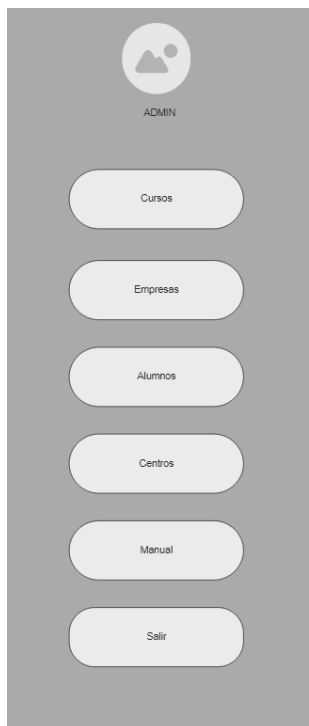 ADMIN
Cursos
Empresas
Alumnos
Centros
Manual
Salir